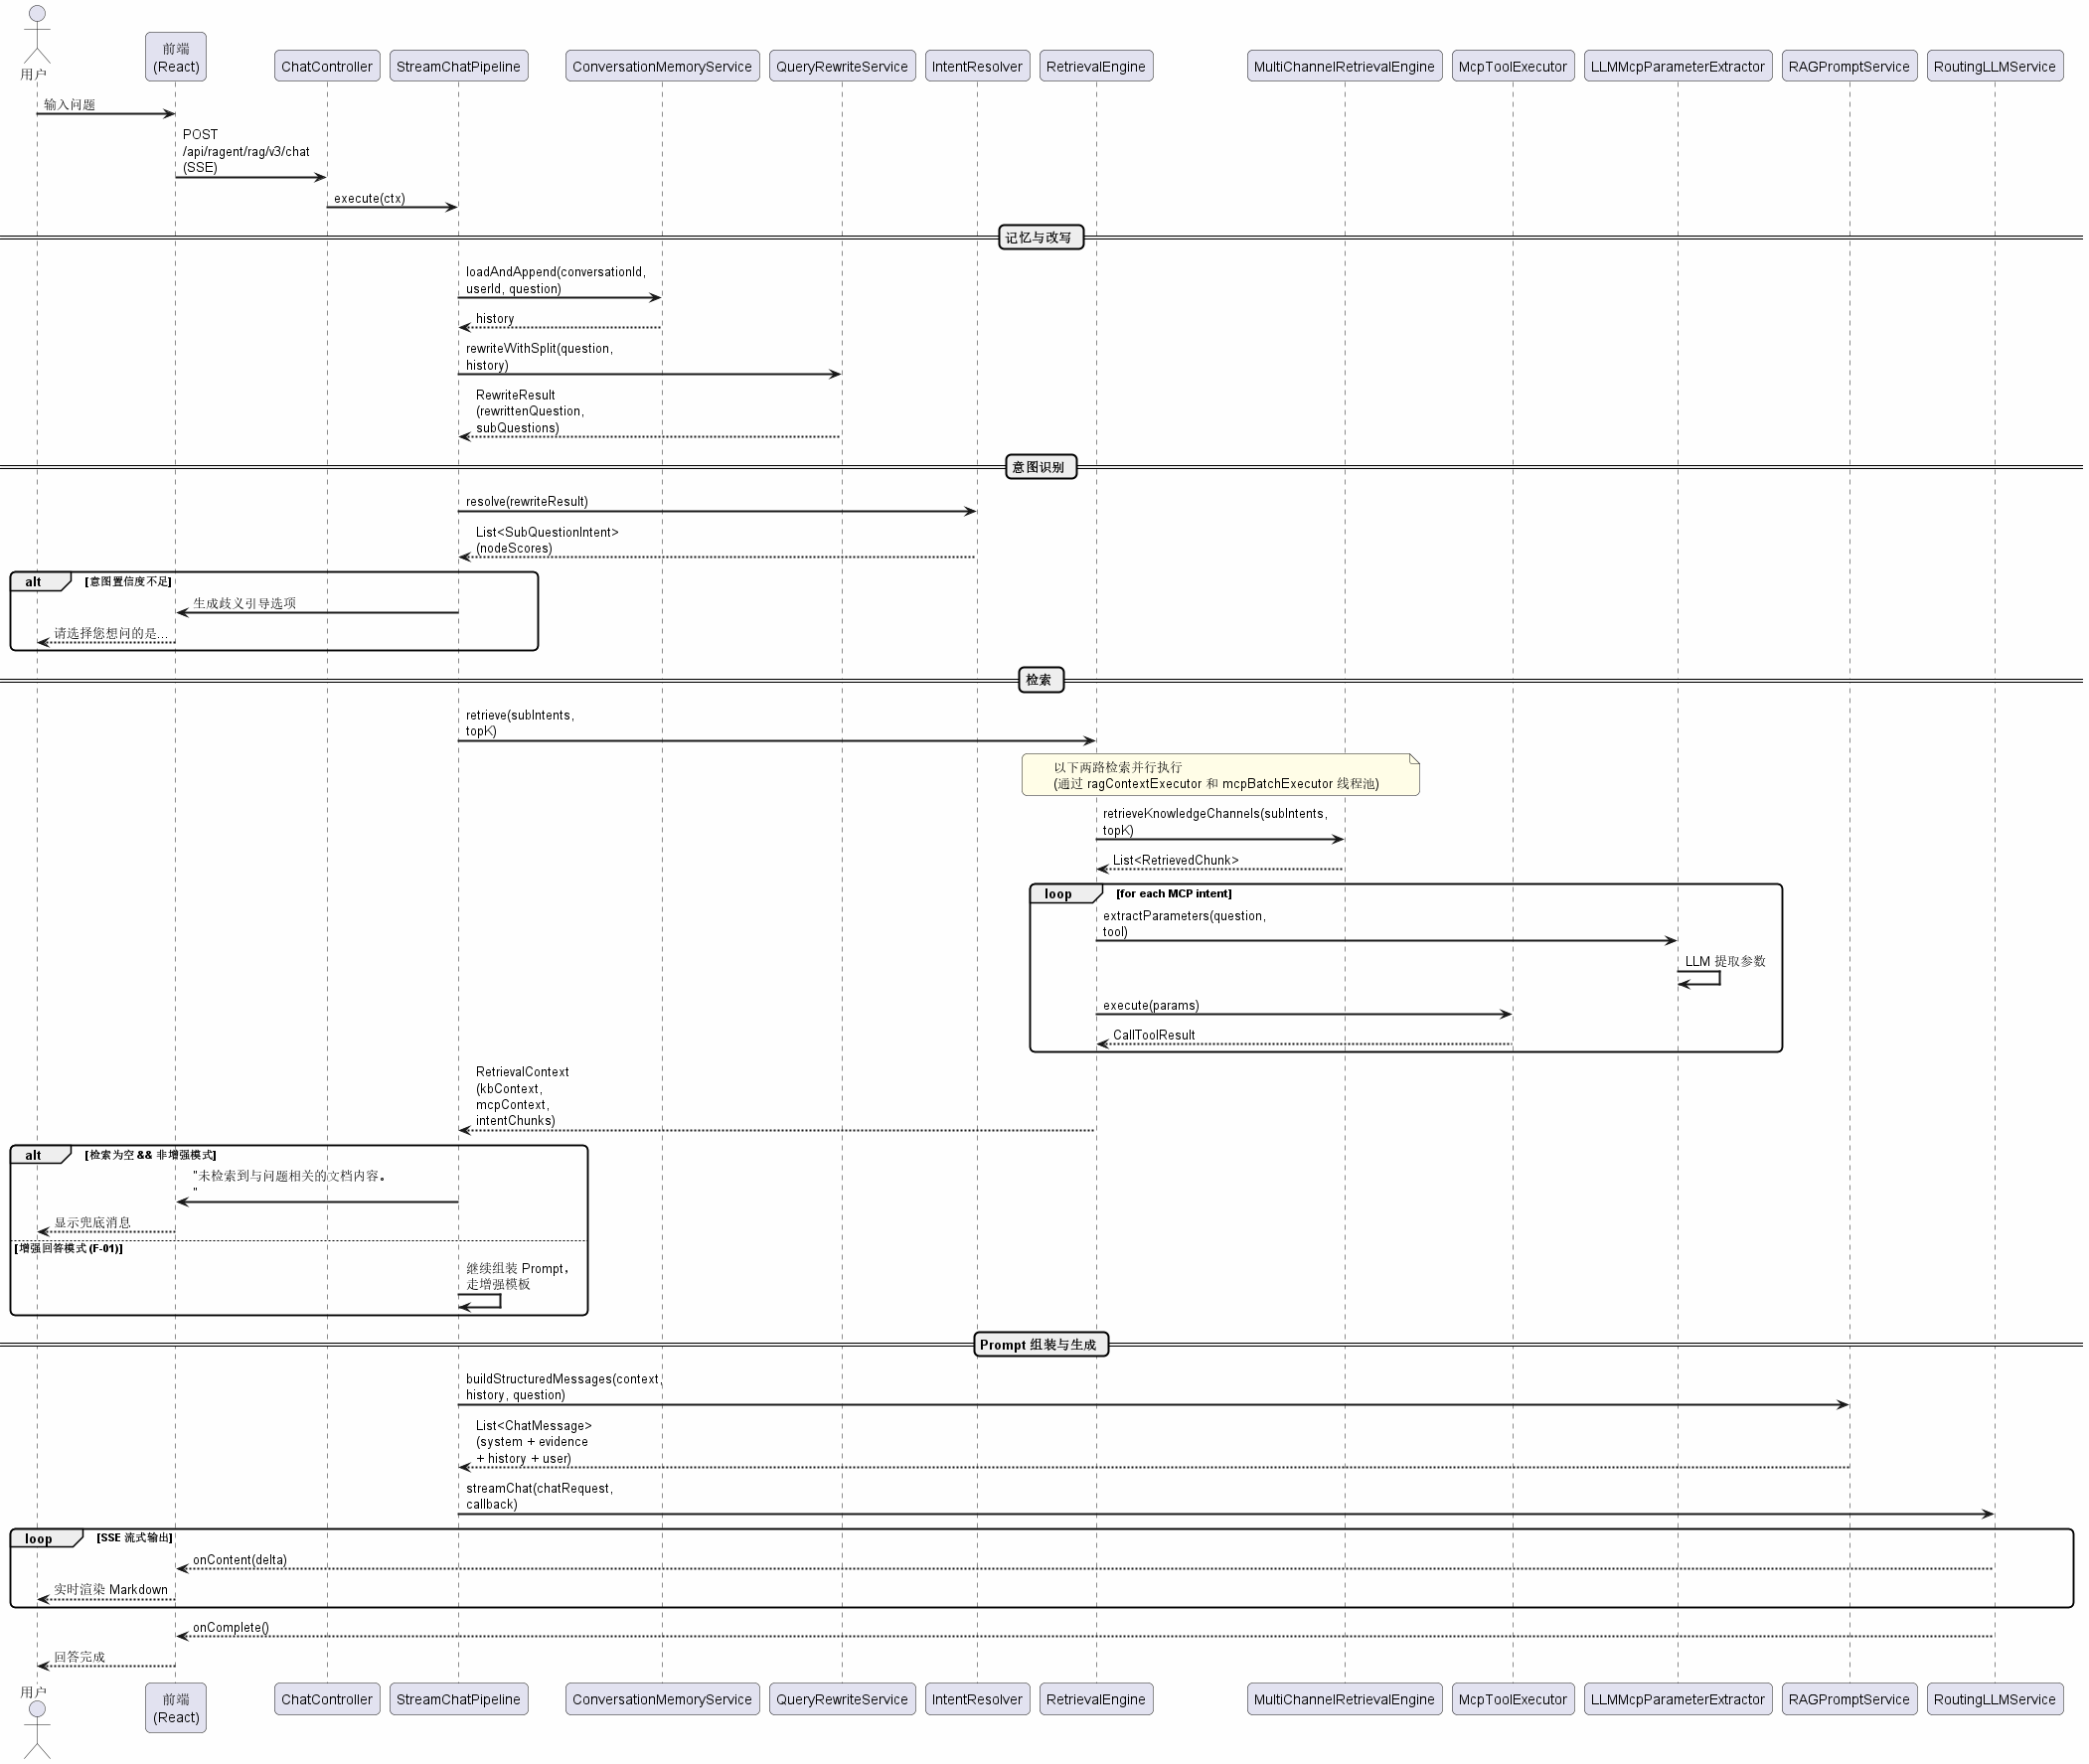 用户
前端
(React)
ChatController
StreamChatPipeline
ConversationMemoryService
QueryRewriteService
IntentResolver
RetrievalEngine
MultiChannelRetrievalEngine
McpToolExecutor
LLMMcpParameterExtractor
RAGPromptService
RoutingLLMService
输入问题
POST
/api/ragent/rag/v3/chat
(SSE)
execute(ctx)
记忆与改写
loadAndAppend(conversationId,
userId, question)
history
rewriteWithSplit(question,
history)
RewriteResult
(rewrittenQuestion,
subQuestions)
意图识别
resolve(rewriteResult)
List<SubQuestionIntent>
(nodeScores)
alt [意图置信度不足]
生成歧义引导选项
请选择您想问的是...
检索
retrieve(subIntents,
topK)
以下两路检索并行执行
(通过 ragContextExecutor 和 mcpBatchExecutor 线程池)
retrieveKnowledgeChannels(subIntents,
topK)
List<RetrievedChunk>
loop [for each MCP intent]
extractParameters(question,
tool)
LLM 提取参数
execute(params)
CallToolResult
RetrievalContext
(kbContext,
mcpContext,
intentChunks)
alt [检索为空 && 非增强模式]
"未检索到与问题相关的文档内容。
"
显示兜底消息
[增强回答模式 (F-01)]
继续组装 Prompt，
走增强模板
Prompt 组装与生成
buildStructuredMessages(context,
history, question)
List<ChatMessage>
(system + evidence
+ history + user)
streamChat(chatRequest,
callback)
loop [SSE 流式输出]
onContent(delta)
实时渲染 Markdown
onComplete()
回答完成
用户
前端
(React)
ChatController
StreamChatPipeline
ConversationMemoryService
QueryRewriteService
IntentResolver
RetrievalEngine
MultiChannelRetrievalEngine
McpToolExecutor
LLMMcpParameterExtractor
RAGPromptService
RoutingLLMService